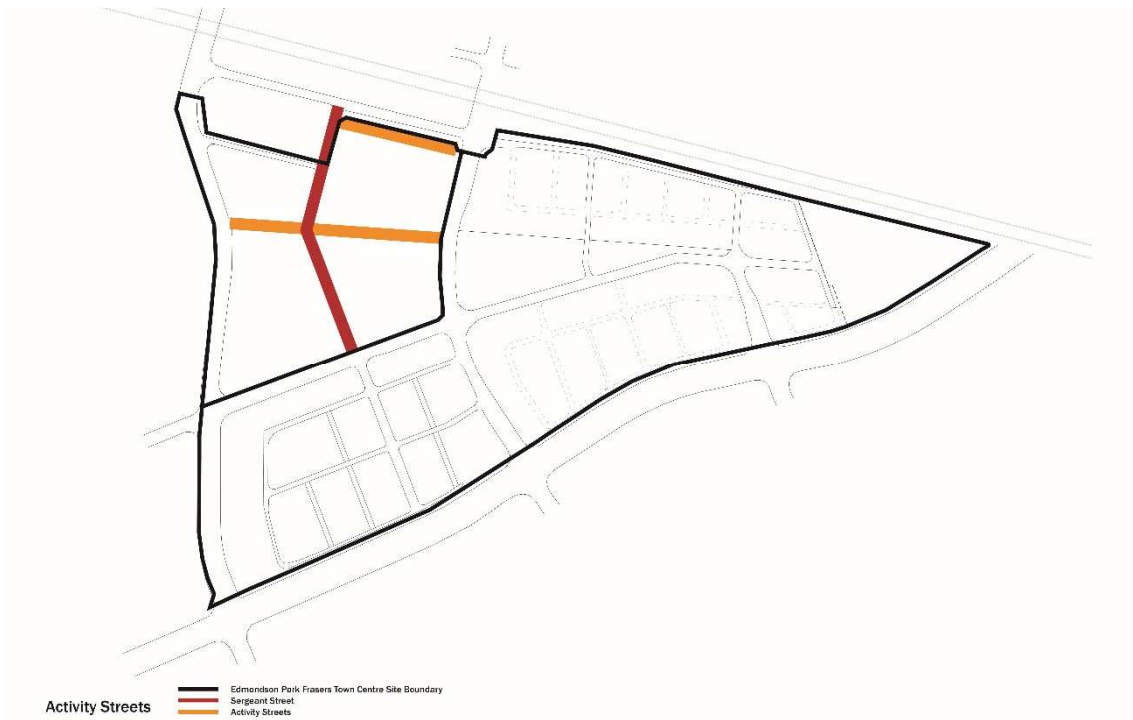 Edmondson Park Frasers Town Centre Site Boundary
Activity Streets
Sergeant Street
Activity Streets